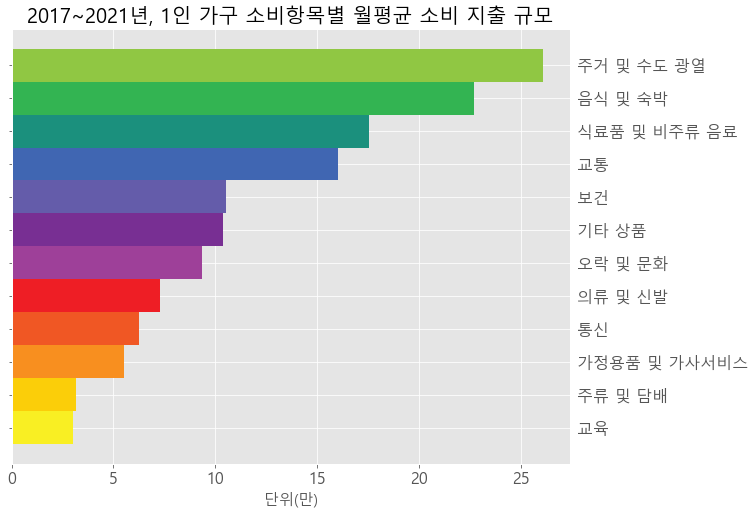 2017~2021년, 1인 가구 소비항목별 월평균 소비 지출 규모
주거 및 수도 광열
음식 및 숙박
식료품 및 비주류 음료
교통
보건
기타 상품
오락 및 문화
의류 및 신발
통신
가정용품 및 가사서비스
주류 및 담배
교육
0 5 10 15 20 25
단위(만)